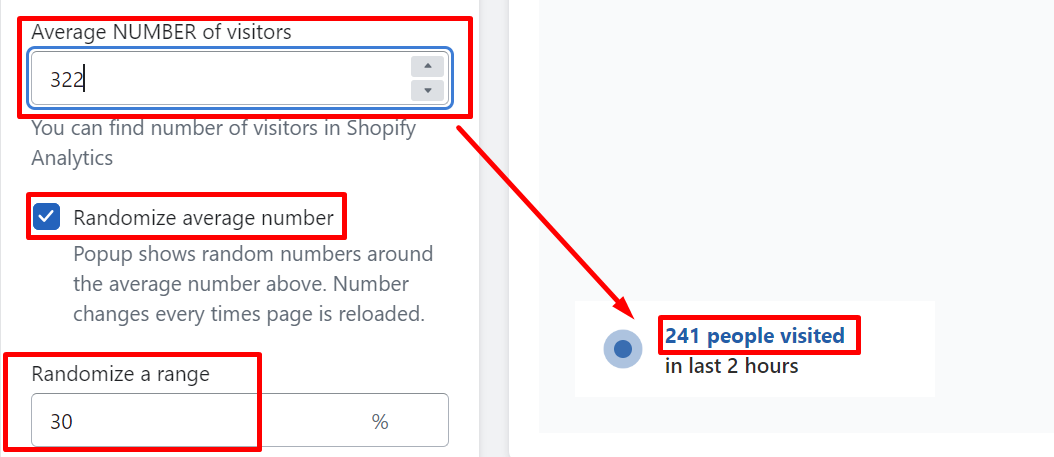 Average NUMBER of visitors
322
You can find number of visitors in Shopify
Analytics
Randomize average number
Popup shows random numbers around
the average number above. Number
changes every times page is reloaded.
Randomize a range
30 %
241 people visited
in last 2 hours